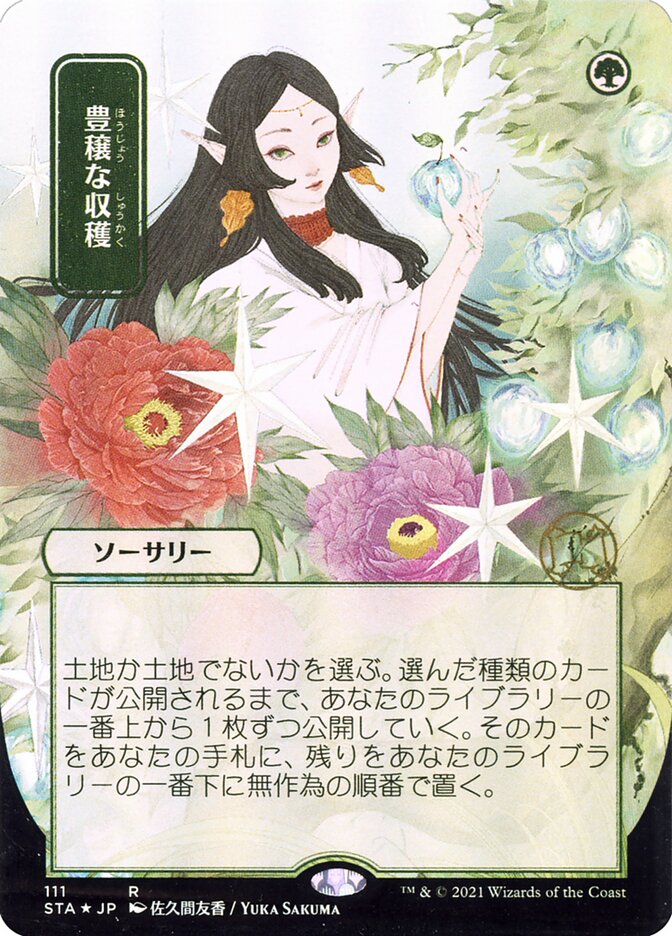 豊穣な収穫
ほうじょう しゅうかく
ソーサリー
土地か土地でないかを選ぶ。選んだ種類のカー
ドが公開されるまで、あなたのライブラリーの
一番上から1枚ずつ公開していく。そのカード
をあなたの手札に、残りをあなたのライブラ
リーの一番下に無作為の順番で置く。
111 R
STA ★ JP 佐久間友香 / YUKA SAKUMA
™ & © 2021 Wizards of the Coast